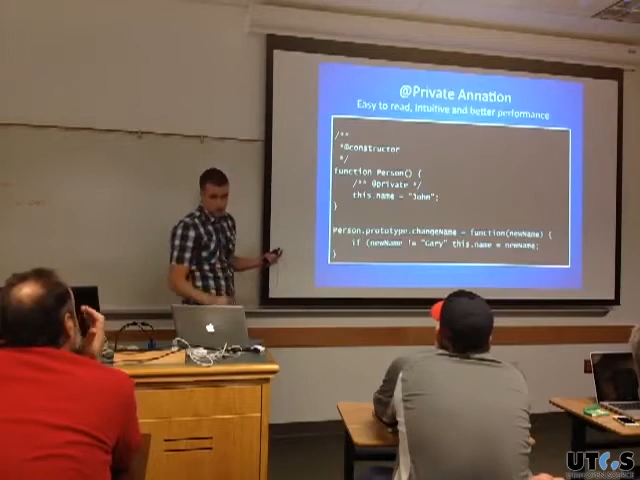 @Private Annation
Easy to read, intuitive and better performance
/**
*@constructor
*/
function Person() {
/** @private */
this.name = "John";
}
Person.prototype.changeName = function(newName) {
if (newName != "Gary" this.name = newName;
}
UTOS